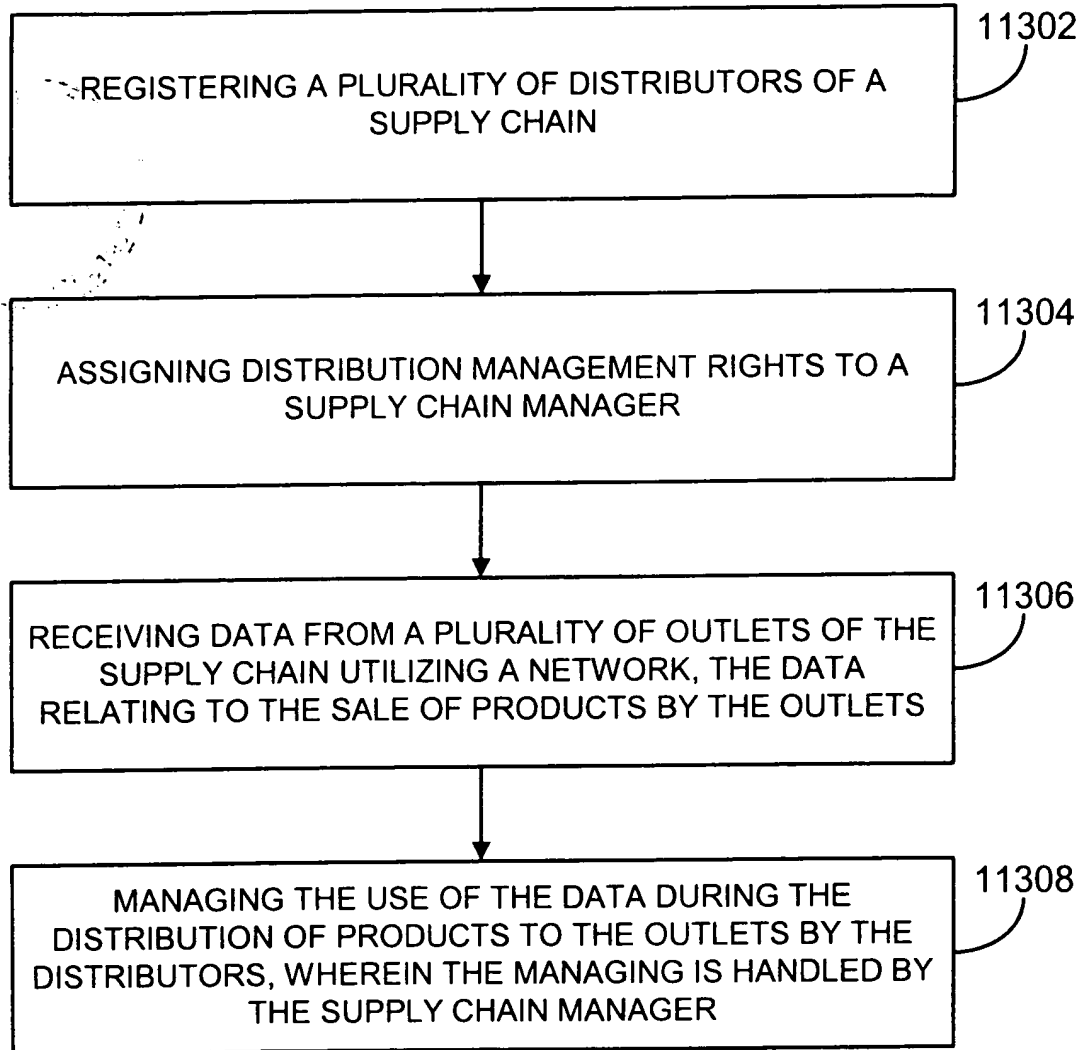 11302
REGISTERING A PLURALITY OF DISTRIBUTORS OF A
SUPPLY CHAIN
11304
ASSIGNING DISTRIBUTION MANAGEMENT RIGHTS TO A
SUPPLY CHAIN MANAGER
11306
RECEIVING DATA FROM A PLURALITY OF OUTLETS OF THE
SUPPLY CHAIN UTILIZING A NETWORK, THE DATA
RELATING TO THE SALE OF PRODUCTS BY THE OUTLETS
11308
MANAGING THE USE OF THE DATA DURING THE
DISTRIBUTION OF PRODUCTS TO THE OUTLETS BY THE
DISTRIBUTORS, WHEREIN THE MANAGING IS HANDLED BY
THE SUPPLY CHAIN MANAGER